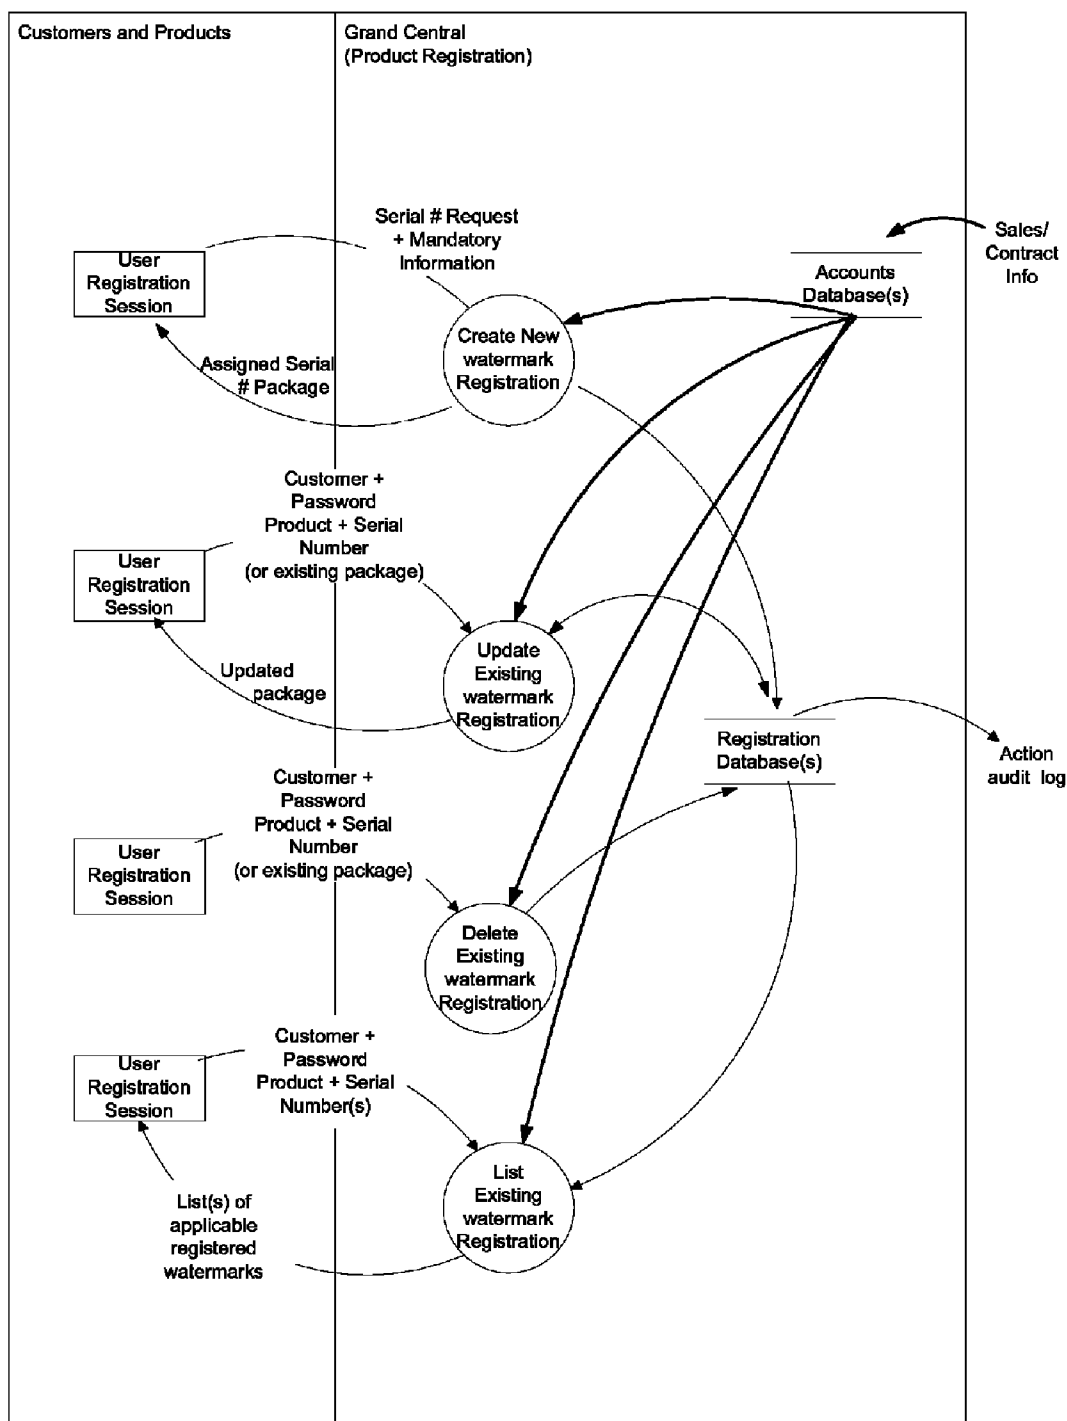 Customers and Products
Grand Central
(Product Registration)
Serial # Request
+ Mandatory
Information
Sales/
Contract
Info
User
Registration
Session
Accounts
Database(s)
Create New
watermark
Registration
Assigned Serial
# Package
Customer +
Password
Product + Serial
Number
(or existing package)
User
Registration
Session
Update
Existing
watermark
Registration
Updated
package
Registration
Database(s)
Action
audit log
Customer +
Password
Product + Serial
Number
(or existing package)
User
Registration
Session
Delete
Existing
watermark
Registration
Customer +
Password
Product + Serial
Number(s)
User
Registration
Session
List
Existing
watermark
Registration
List(s) of
applicable
registered
watermarks